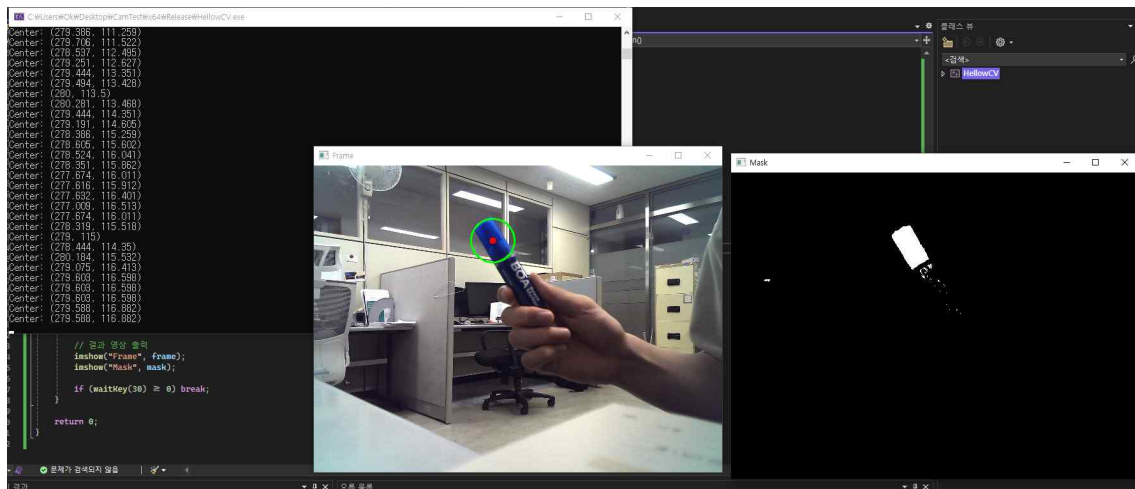 C:₩Users₩Ok₩Desktop₩CamTest₩x64₩Release₩HellowCV.exe
Center: (279.386, 111.259)
Center: (279.706, 111.522)
Center: (278.537, 112.495)
Center: (279.251, 112.627)
Center: (279.444, 113.351)
Center: (279.494, 113.428)
Center: (280, 113.5)
Center: (280.281, 113.468)
Center: (279.444, 114.351)
Center: (279.191, 114.605)
Center: (278.386, 115.259)
Center: (278.605, 115.602)
Center: (278.524, 116.041)
Center: (278.351, 115.862)
Center: (277.674, 116.011)
Center: (277.616, 115.912)
Center: (277.632, 116.401)
Center: (277.009, 116.513)
Center: (277.674, 116.011)
Center: (278.319, 115.518)
Center: (279, 115)
Center: (278.444, 114.35)
Center: (280.184, 115.532)
Center: (279.075, 116.413)
Center: (279.603, 116.598)
Center: (279.603, 116.598)
Center: (279.603, 116.598)
Center: (279.588, 116.882)
Center: (279.588, 116.882)
// 결과 영상 출력
imshow("Frame", frame);
imshow("Mask", mask);
if (waitKey(30) ≥ 0) break;
}
return 0;
}
문제가 검색되지 않음
Frame
BOA
Mask
클래스 뷰
<검색>
HellowCV